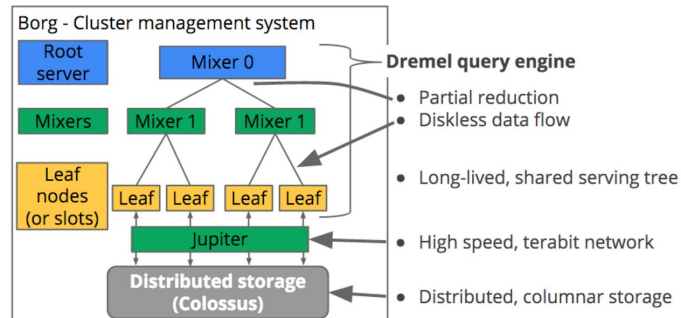 Borg - Cluster management system
Root
server
Mixer 0
Dremel query engine
• Partial reduction
Mixers
Mixer 1
Mixer 1
• Diskless data flow
Leaf
nodes
(or slots)
Leaf
Leaf
Leaf
Leaf
• Long-lived, shared serving tree
Jupiter
• High speed, terabit network
Distributed storage
(Colossus)
• Distributed, columnar storage